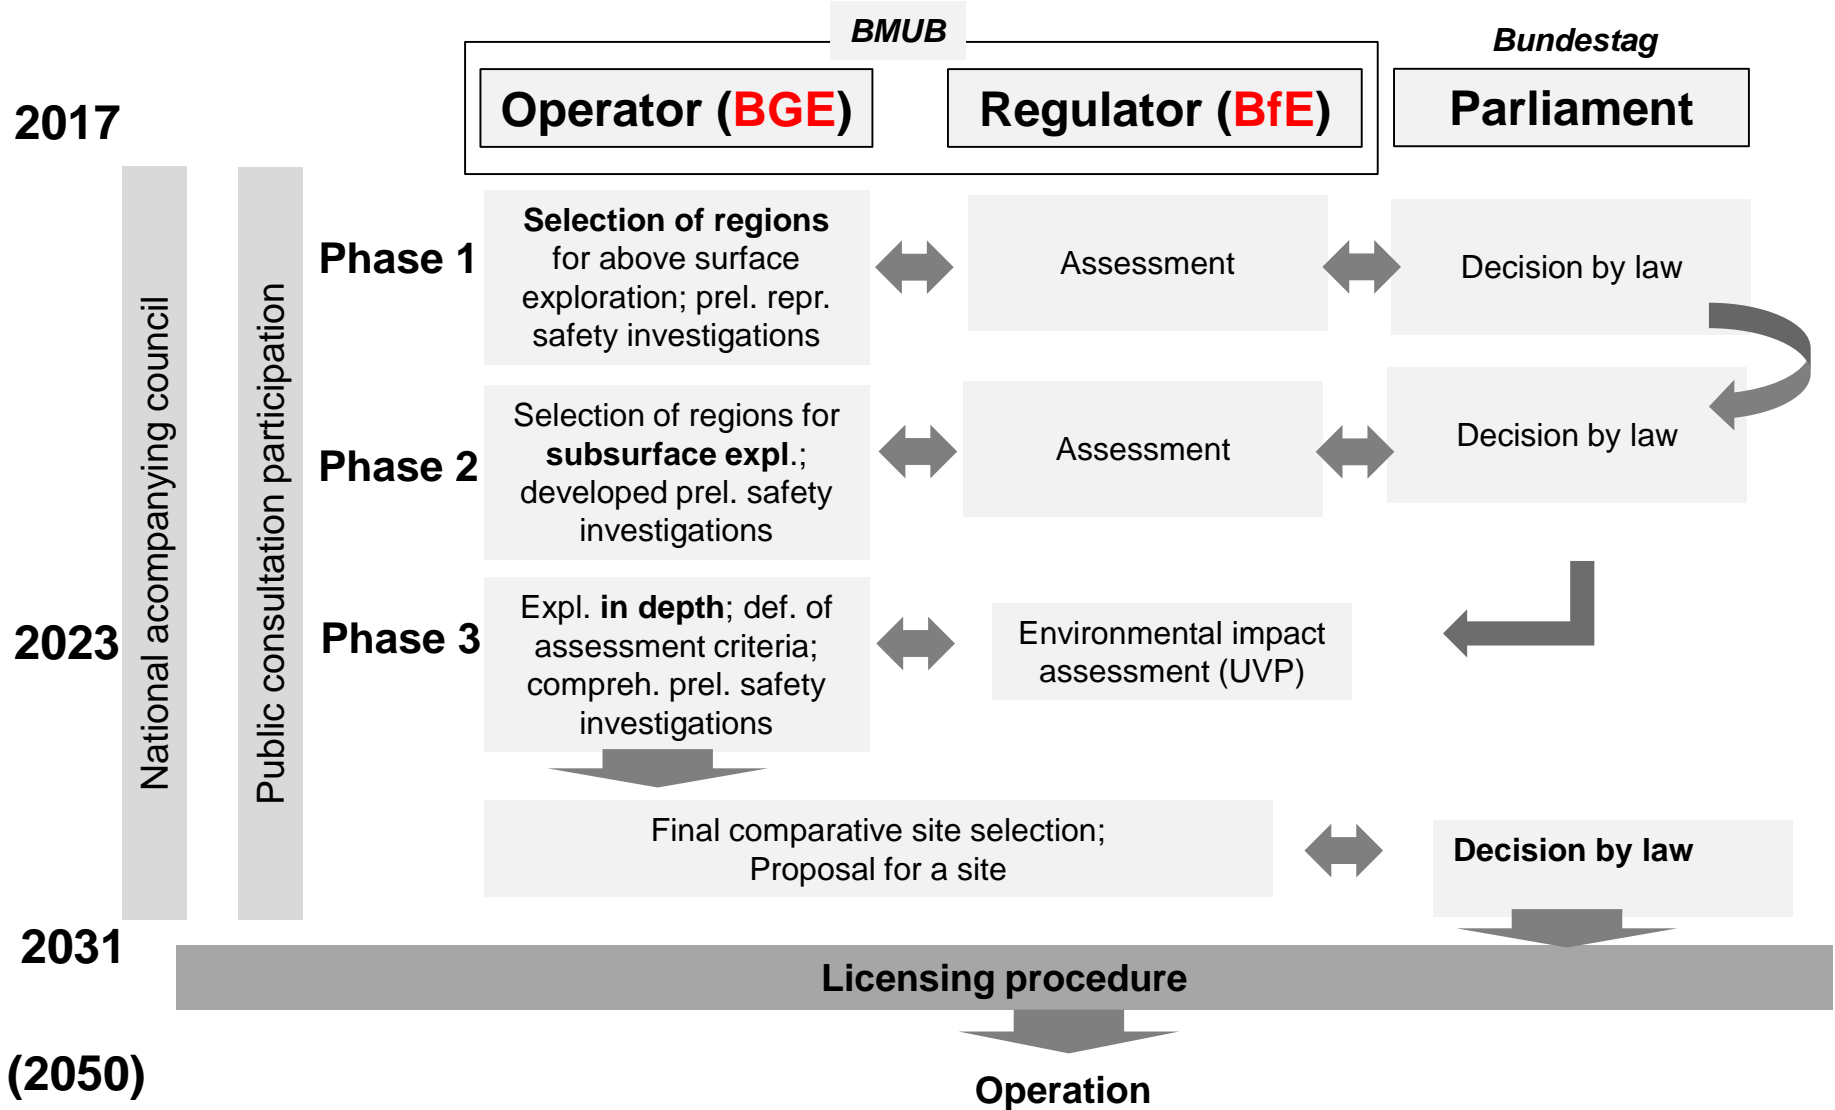 BMUB
Bundestag
Operator (BGE)
Regulator (BfE)
Parliament
2017
National acompanying council
Public consultation participation
Phase 1
Selection of regions
for above surface
exploration; prel. repr.
safety investigations
Assessment
Decision by law
Phase 2
Selection of regions for
subsurface expl.;
developed prel. safety
investigations
Assessment
Decision by law
2023
Phase 3
Expl. in depth; def. of
assessment criteria;
compreh. prel. safety
investigations
Environmental impact
assessment (UVP)
Final comparative site selection;
Proposal for a site
Decision by law
2031
Licensing procedure
(2050)
Operation